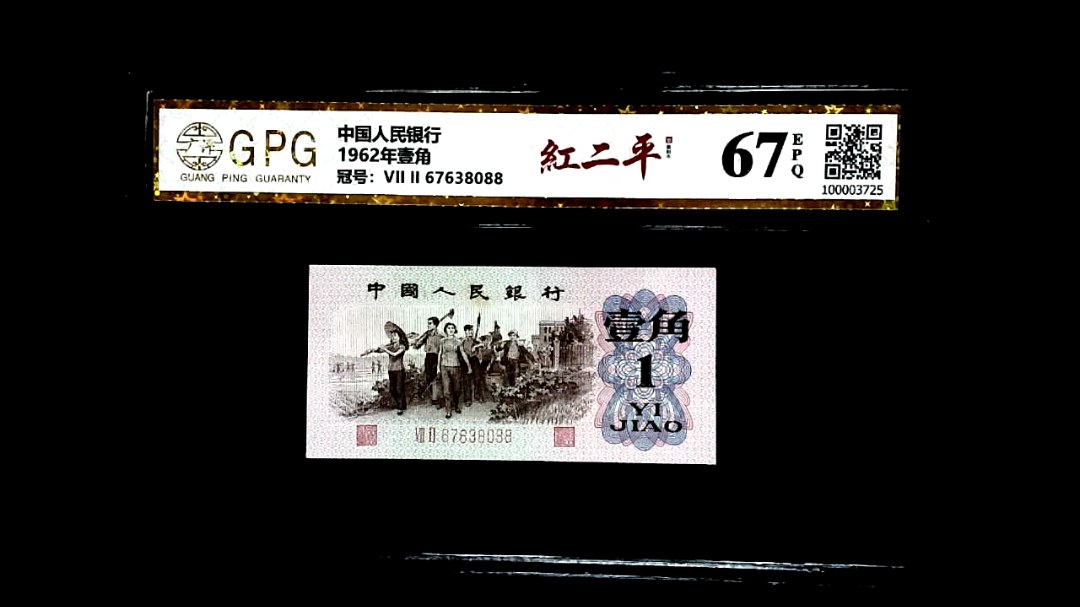 GPG
GUANG PING GUARANTY
中国人民银行
1962年壹角
冠号：VII II 67638088
紅二平
67
EPQ
100003725
中國人民銀行
壹角
1
YI
JIAO
VII II 67638088